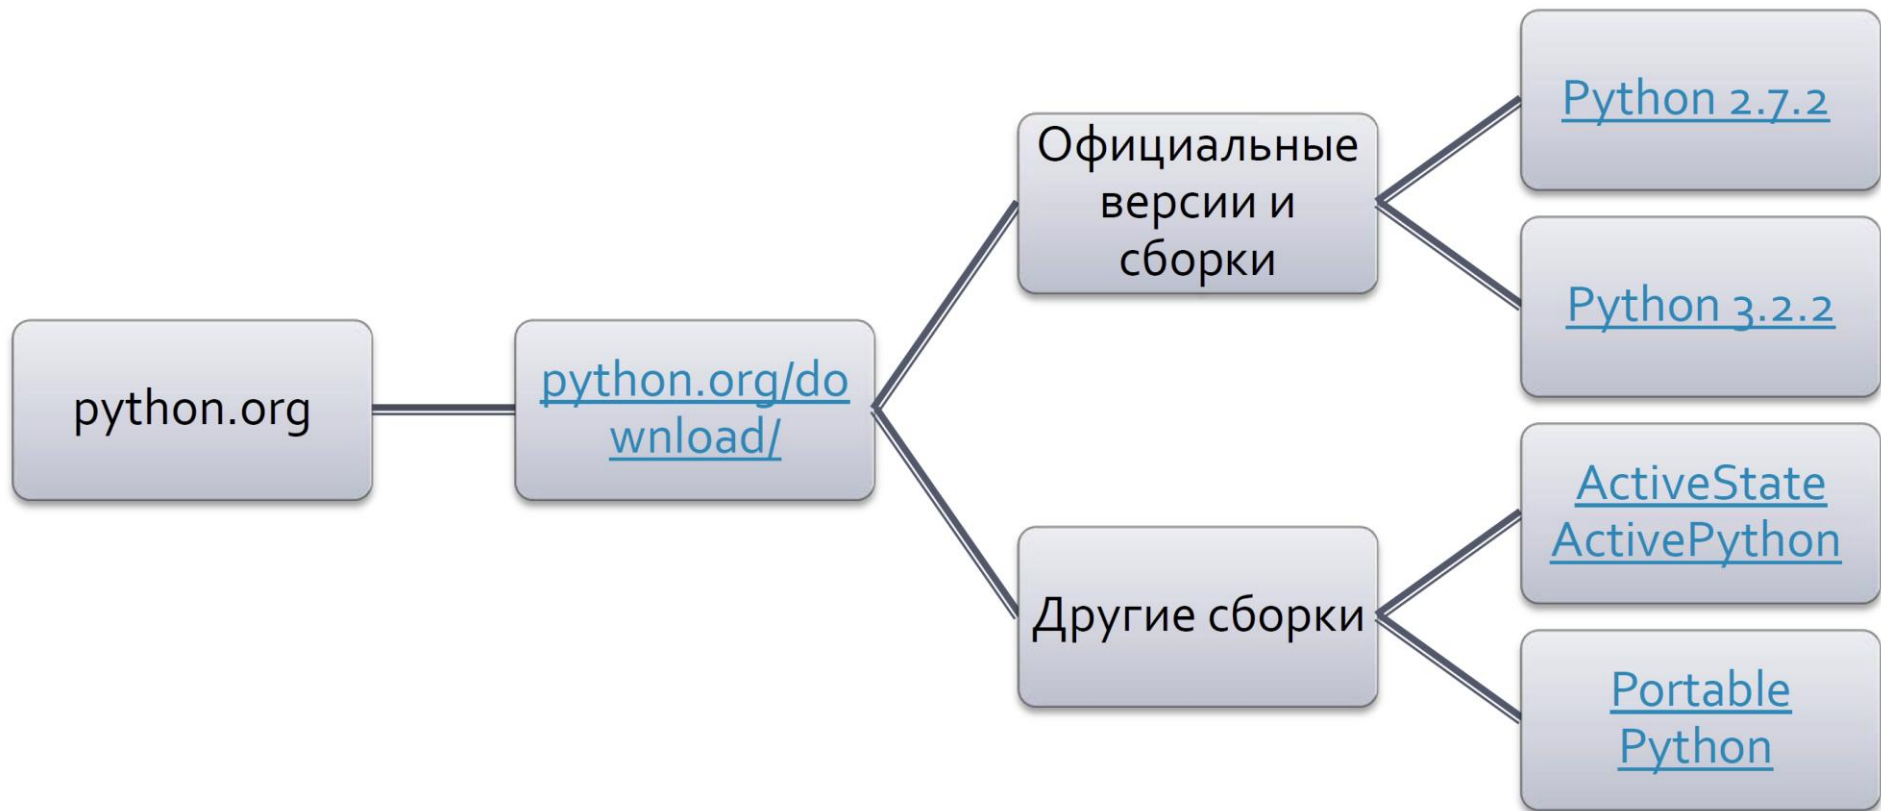 python.org
python.org/do
wnload/
Официальные
версии и
сборки
Python 2.7.2
Python 3.2.2
Другие сборки
ActiveState
ActivePython
Portable
Python